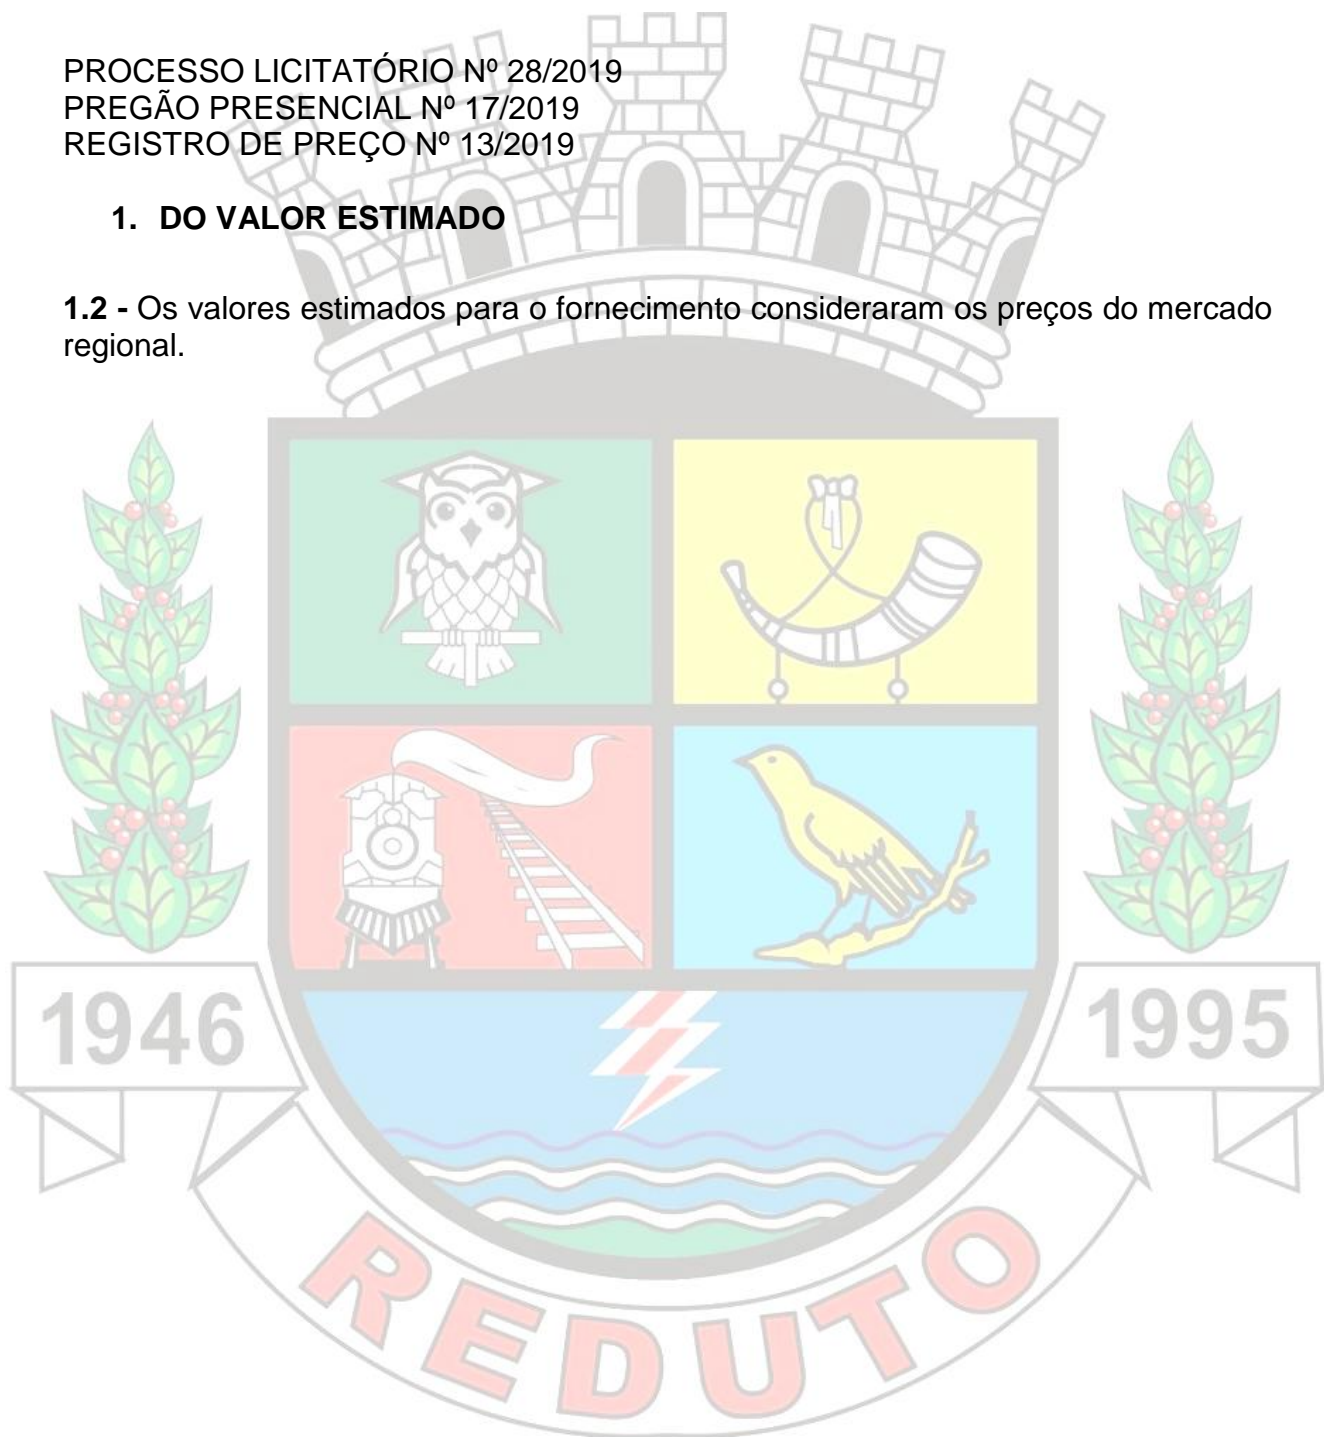 PROCESSO LICITATÓRIO Nº 28/2019
PREGÃO PRESENCIAL Nº 17/2019
REGISTRO DE PREÇO Nº 13/2019
1. DO VALOR ESTIMADO
1.2 - Os valores estimados para o fornecimento consideraram os preços do mercado
regional.
1946
1995
REDUTO